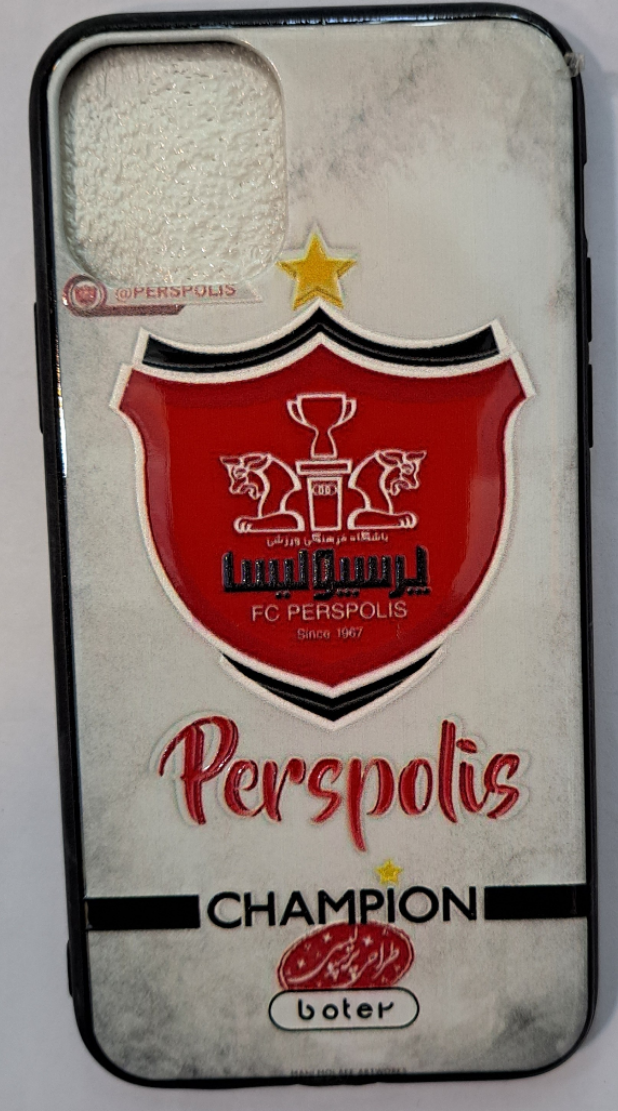 @PERSPOLIS
باشگاه فرهنگی ورزشی
پرسپولیس
FC PERSPOLIS
Since 1967
Perspolis
CHAMPION
boter